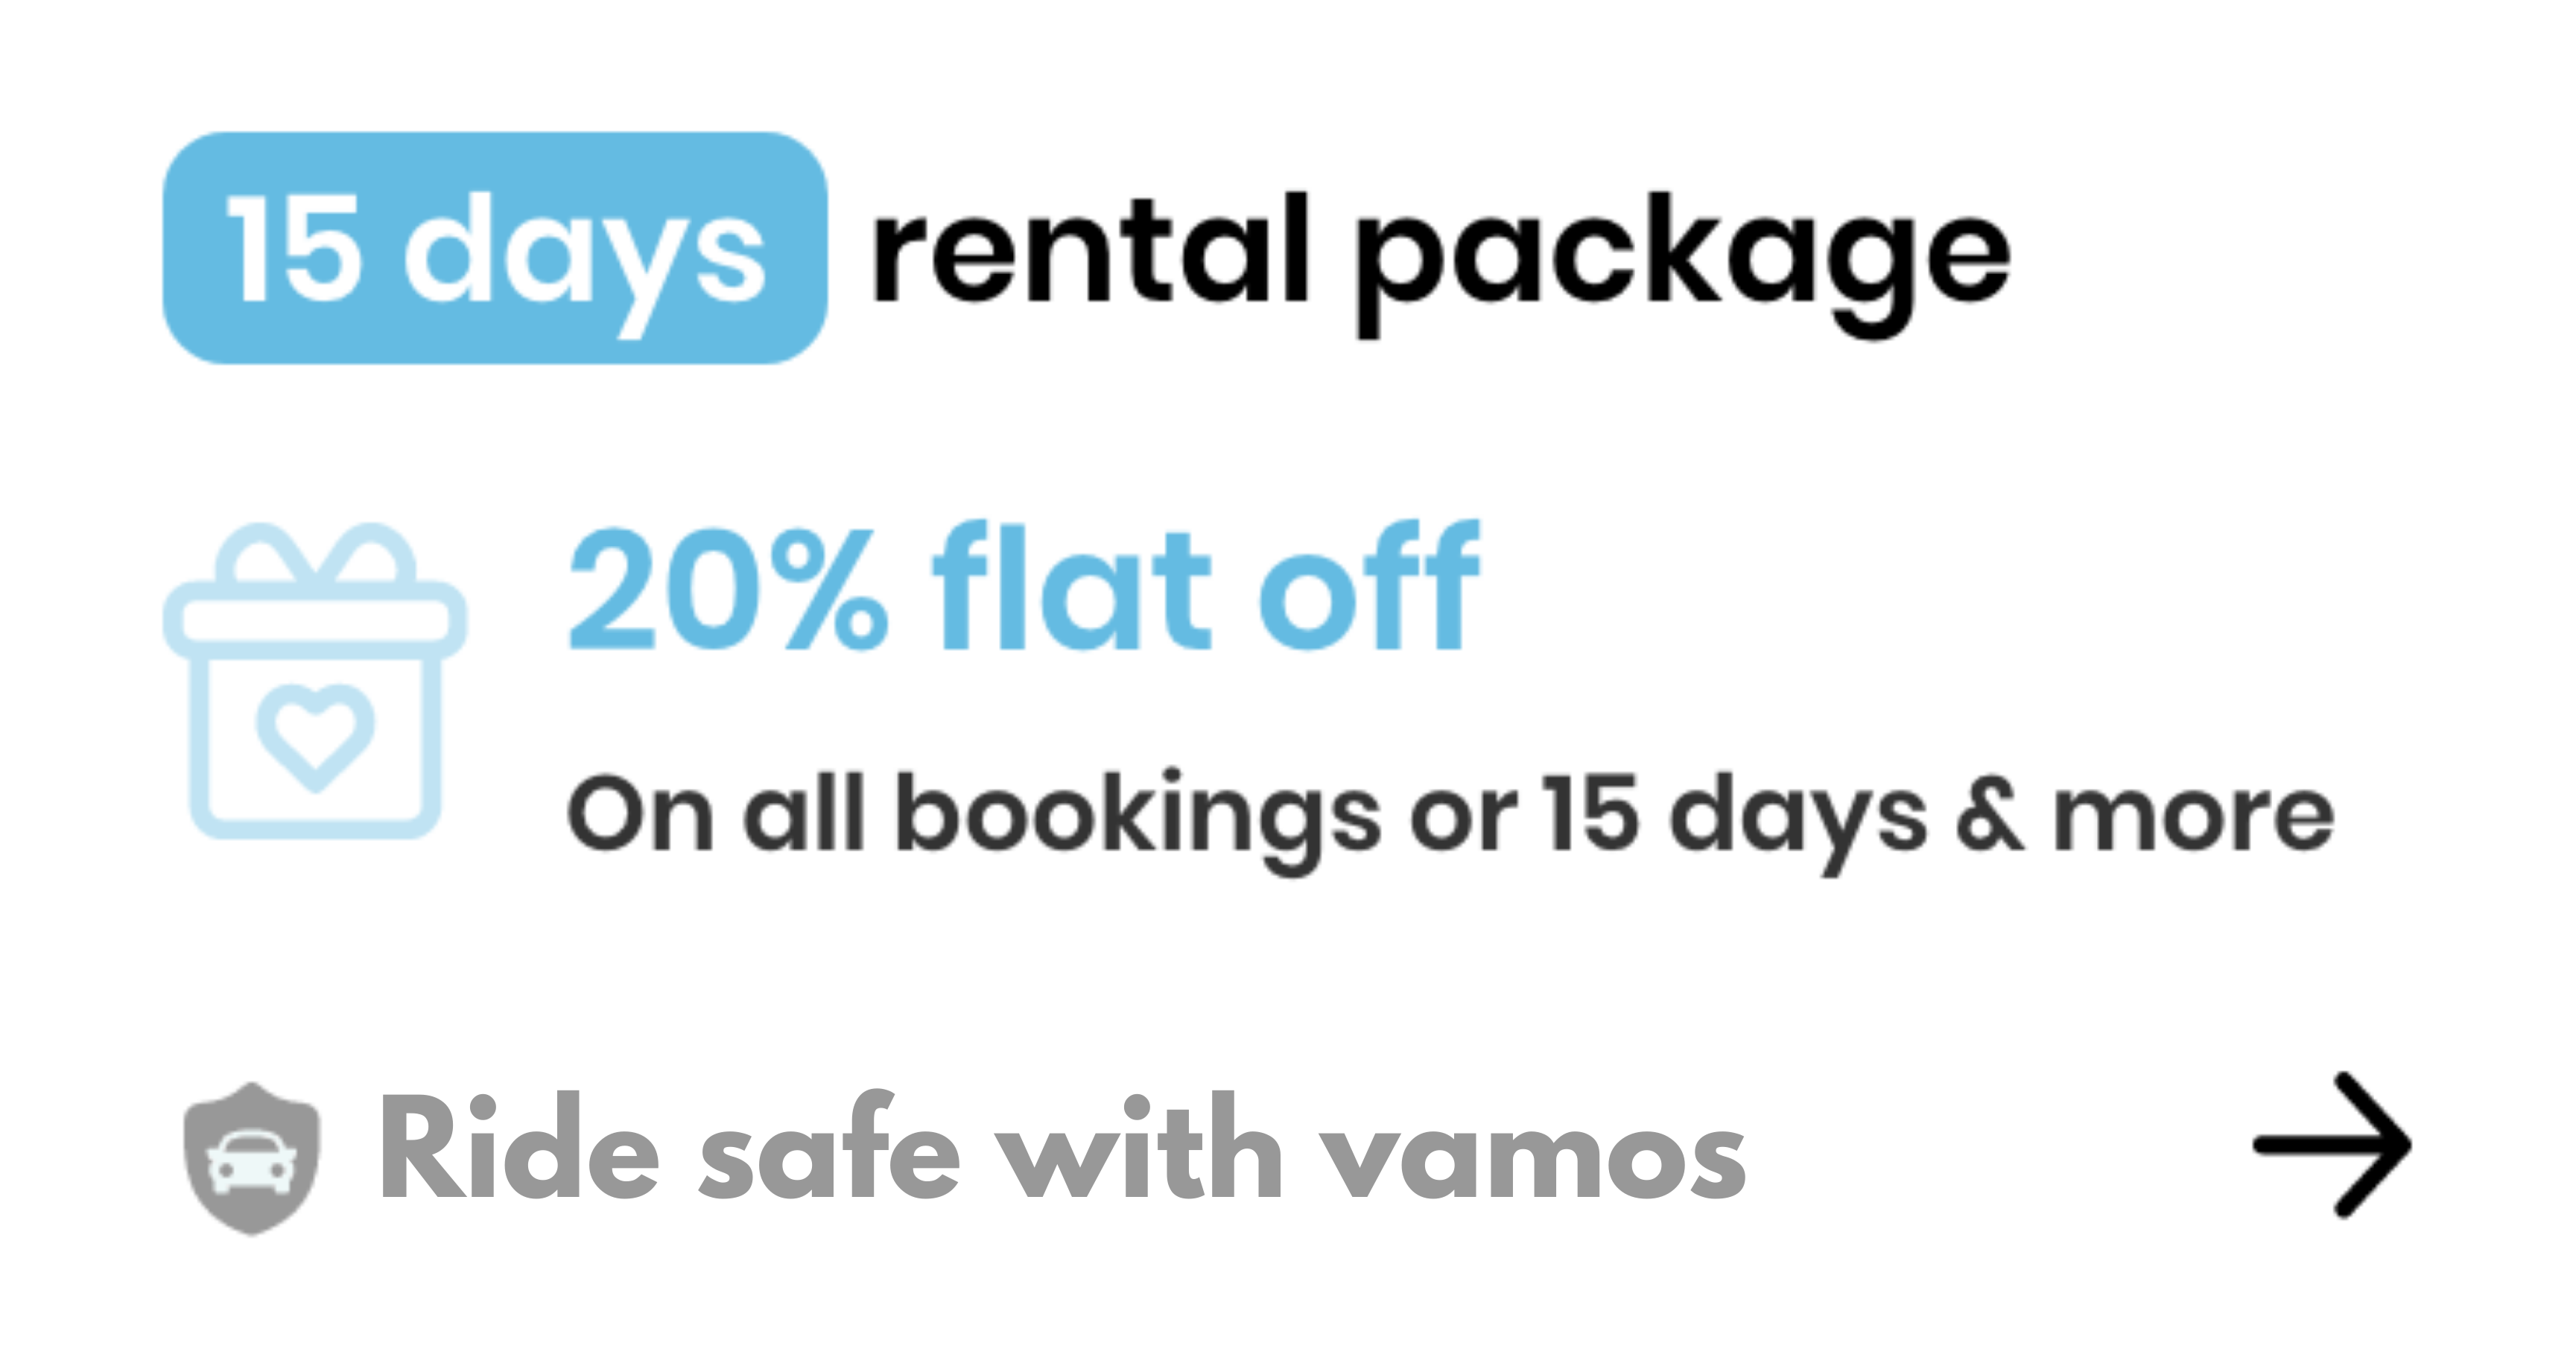 15 days rental package
20% flat off
On all bookings or 15 days & more
Ride safe with vamos